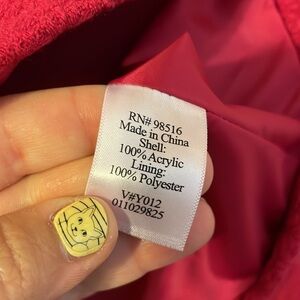 RN# 98516
Made in China
Shell:
100% Acrylic
Lining:
100% Polyester
V#Y012
011029825